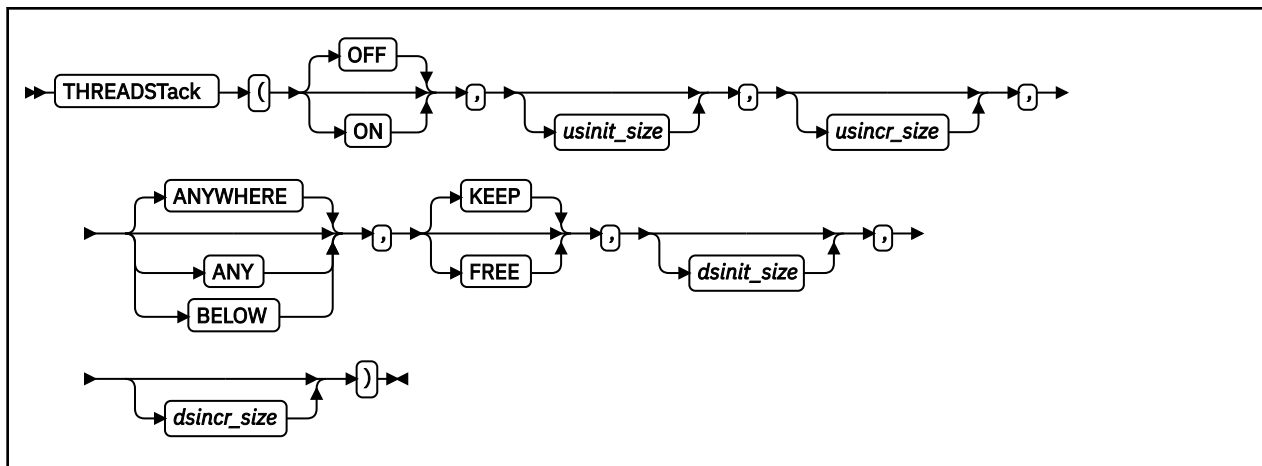 OFF
THREADSTack ( , , ,
ON usinit_size usincr_size
ANYWHERE KEEP
, , ,
ANY FREE dsinit_size
BELOW
)
dsincr_size